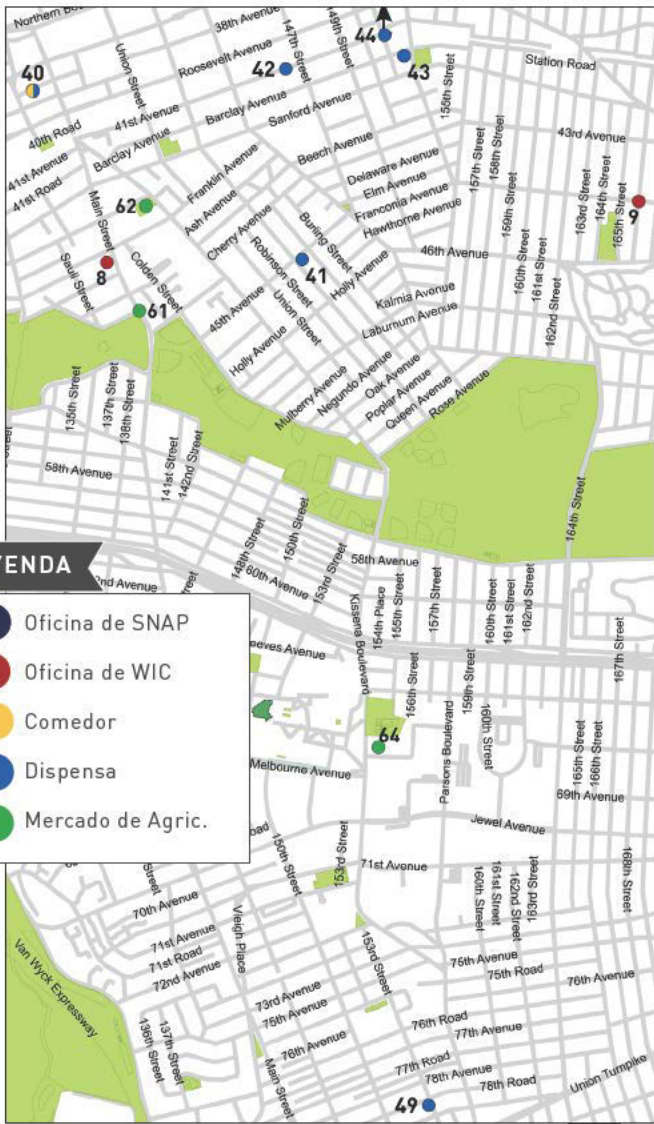 Northern Bo
38th Avenue
149th Street
147th Street
44
Union Street
Roosevelt Avenue
42
43
Station Road
40
155th Street
41st Avenue
Barclay Avenue
Sanford Avenue
40th Road
Barclay Avenue
Beech Avenue
43rd Avenue
157th Street
158th Street
41st Avenue
41st Road
Franklin Avenue
Delaware Avenue
Elm Avenue
Franconia Avenue
Hawthorne Avenue
159th Street
163rd Street
164th Street
165th Street
9
62
Ash Avenue
Cherry Avenue
Main Street
Burling Street
46th Avenue
8
Colden Street
Robinson Street
41
Holly Avenue
160th Street
161st Street
Saull Street
45th Avenue
Union Street
Kalmia Avenue
Laburnum Avenue
162nd Street
61
Holly Avenue
Mulberry Avenue
Negundo Avenue
Oak Avenue
Poplar Avenue
Queen Avenue
Rose Avenue
135th Street
137th Street
138th Street
58th Avenue
141st Street
142nd Street
164th Street
148th Street
150th Street
60th Avenue
153rd Street
58th Avenue
YENDA
2nd Avenue
Kissena Boulevard
154th Place
155th Street
157th Street
160th Street
161st Street
162nd Street
Oficina de SNAP
eeves Avenue
167th Street
Oficina de WIC
156th Street
159th Street
Comedor
64
Parsons Boulevard
160th Street
165th Street
166th Street
Dispensa
Melbourne Avenue
69th Avenue
Mercado de Agric.
Jewel Avenue
oad
150th Street
153rd Street
71st Avenue
160th Street
161st Street
162nd Street
163rd Street
168th Street
Street
70th Avenue
Vleigh Place
71st Avenue
71st Road
72nd Avenue
153rd Street
75th Avenue
75th Road
76th Avenue
Van Wyck Expressway
73rd Avenue
75th Avenue
76th Avenue
76th Road
77th Avenue
136th Street
137th Street
Main Street
77th Road
78th Avenue
78th Road
Union Turnpike
49